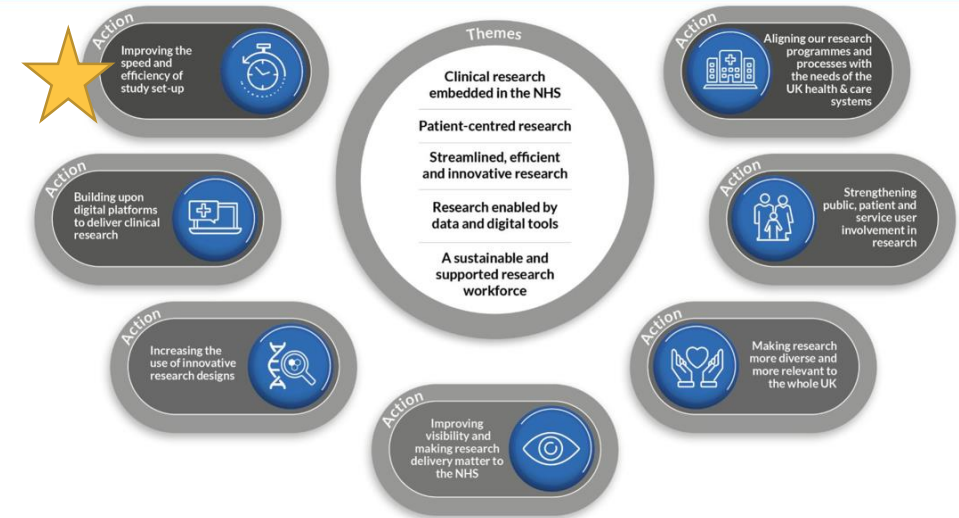 Action
Improving the
speed and
efficiency of
study set-up
Themes
Clinical research
embedded in the NHS
Patient-centred research
Streamlined, efficient
and innovative research
Research enabled by
data and digital tools
A sustainable and
supported research
workforce
Action
Aligning our research
programmes and
processes with
the needs of the
UK health & care
systems
Action
Building upon
digital platforms
to deliver clinical
research
Action
Strengthening
public, patient and
service user
involvement in
research
Action
Increasing the
use of innovative
research designs
Action
Making research
more diverse and
more relevant to
the whole UK
Action
Improving
visibility and
making research
delivery matter to
the NHS